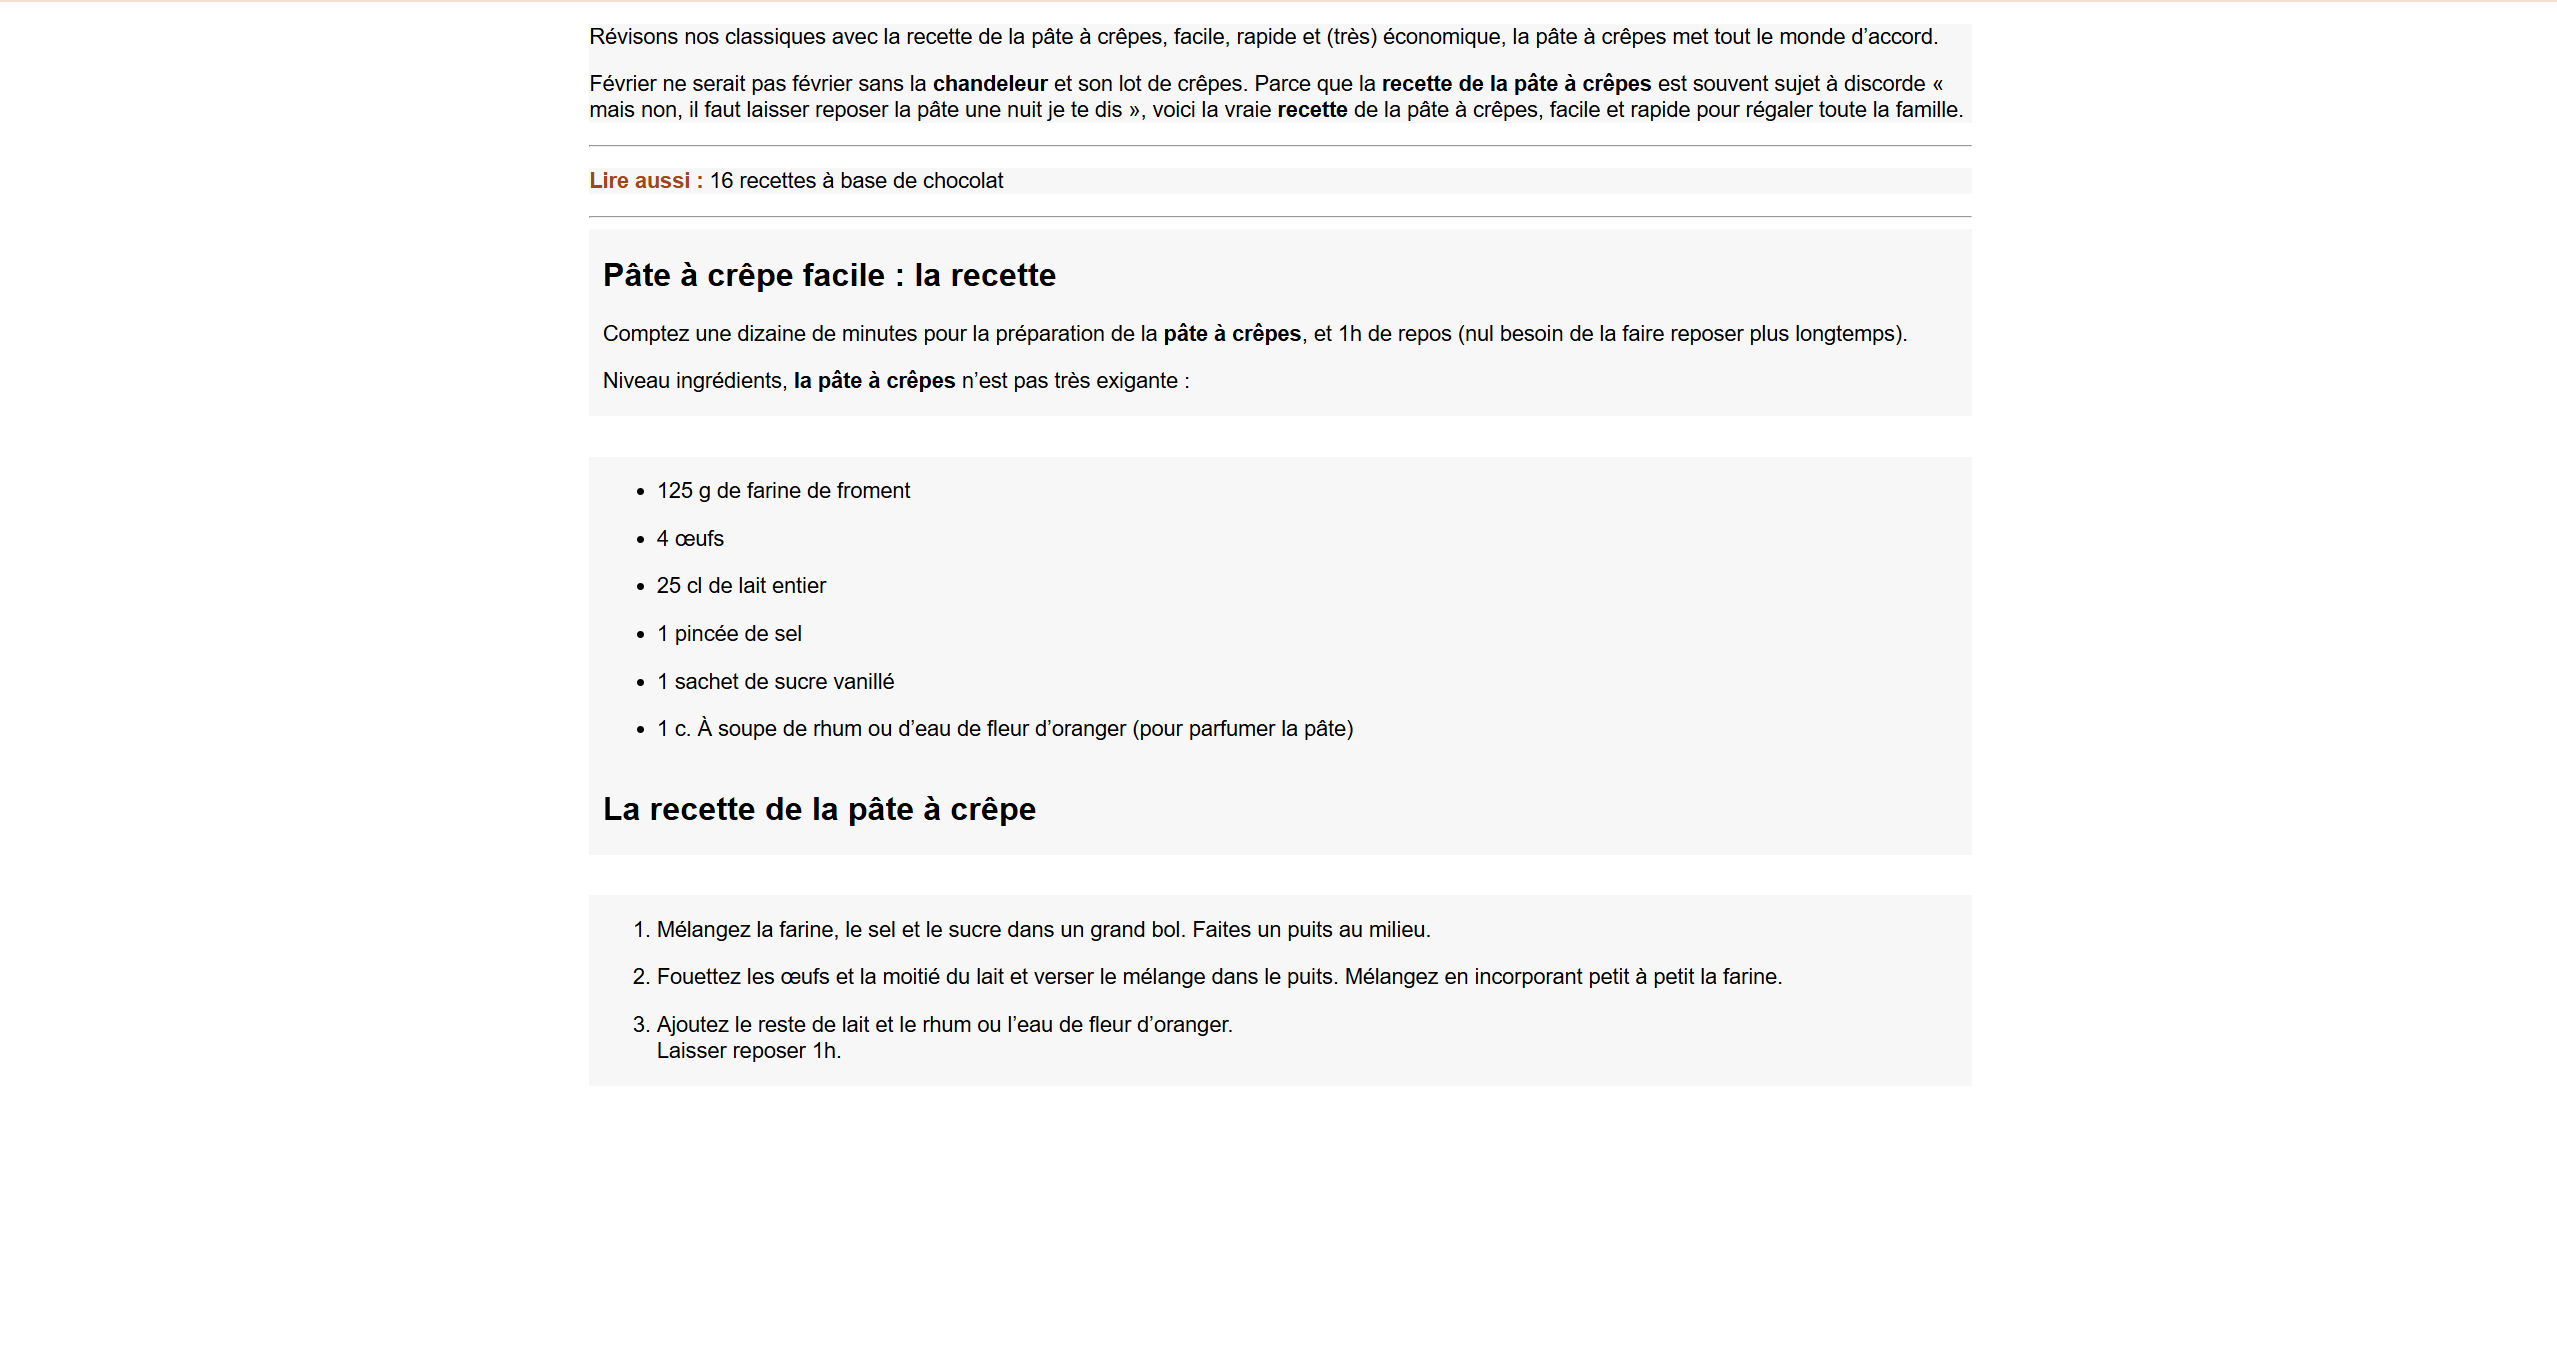 Révisons nos classiques avec la recette de la pâte à crêpes, facile, rapide et (très) économique, la pâte à crêpes met tout le monde d’accord.
Février ne serait pas février sans la chandeleur et son lot de crêpes. Parce que la recette de la pâte à crêpes est souvent sujet à discorde «
mais non, il faut laisser reposer la pâte une nuit je te dis », voici la vraie recette de la pâte à crêpes, facile et rapide pour régaler toute la famille.
Lire aussi : 16 recettes à base de chocolat
Pâte à crêpe facile : la recette
Comptez une dizaine de minutes pour la préparation de la pâte à crêpes, et 1h de repos (nul besoin de la faire reposer plus longtemps).
Niveau ingrédients, la pâte à crêpes n’est pas très exigante :
• 125 g de farine de froment
• 4 œufs
• 25 cl de lait entier
• 1 pincée de sel
• 1 sachet de sucre vanillé
• 1 c. À soupe de rhum ou d’eau de fleur d’oranger (pour parfumer la pâte)
La recette de la pâte à crêpe
1. Mélangez la farine, le sel et le sucre dans un grand bol. Faites un puits au milieu.
2. Fouettez les œufs et la moitié du lait et verser le mélange dans le puits. Mélangez en incorporant petit à petit la farine.
3. Ajoutez le reste de lait et le rhum ou l’eau de fleur d’oranger.
Laisser reposer 1h.